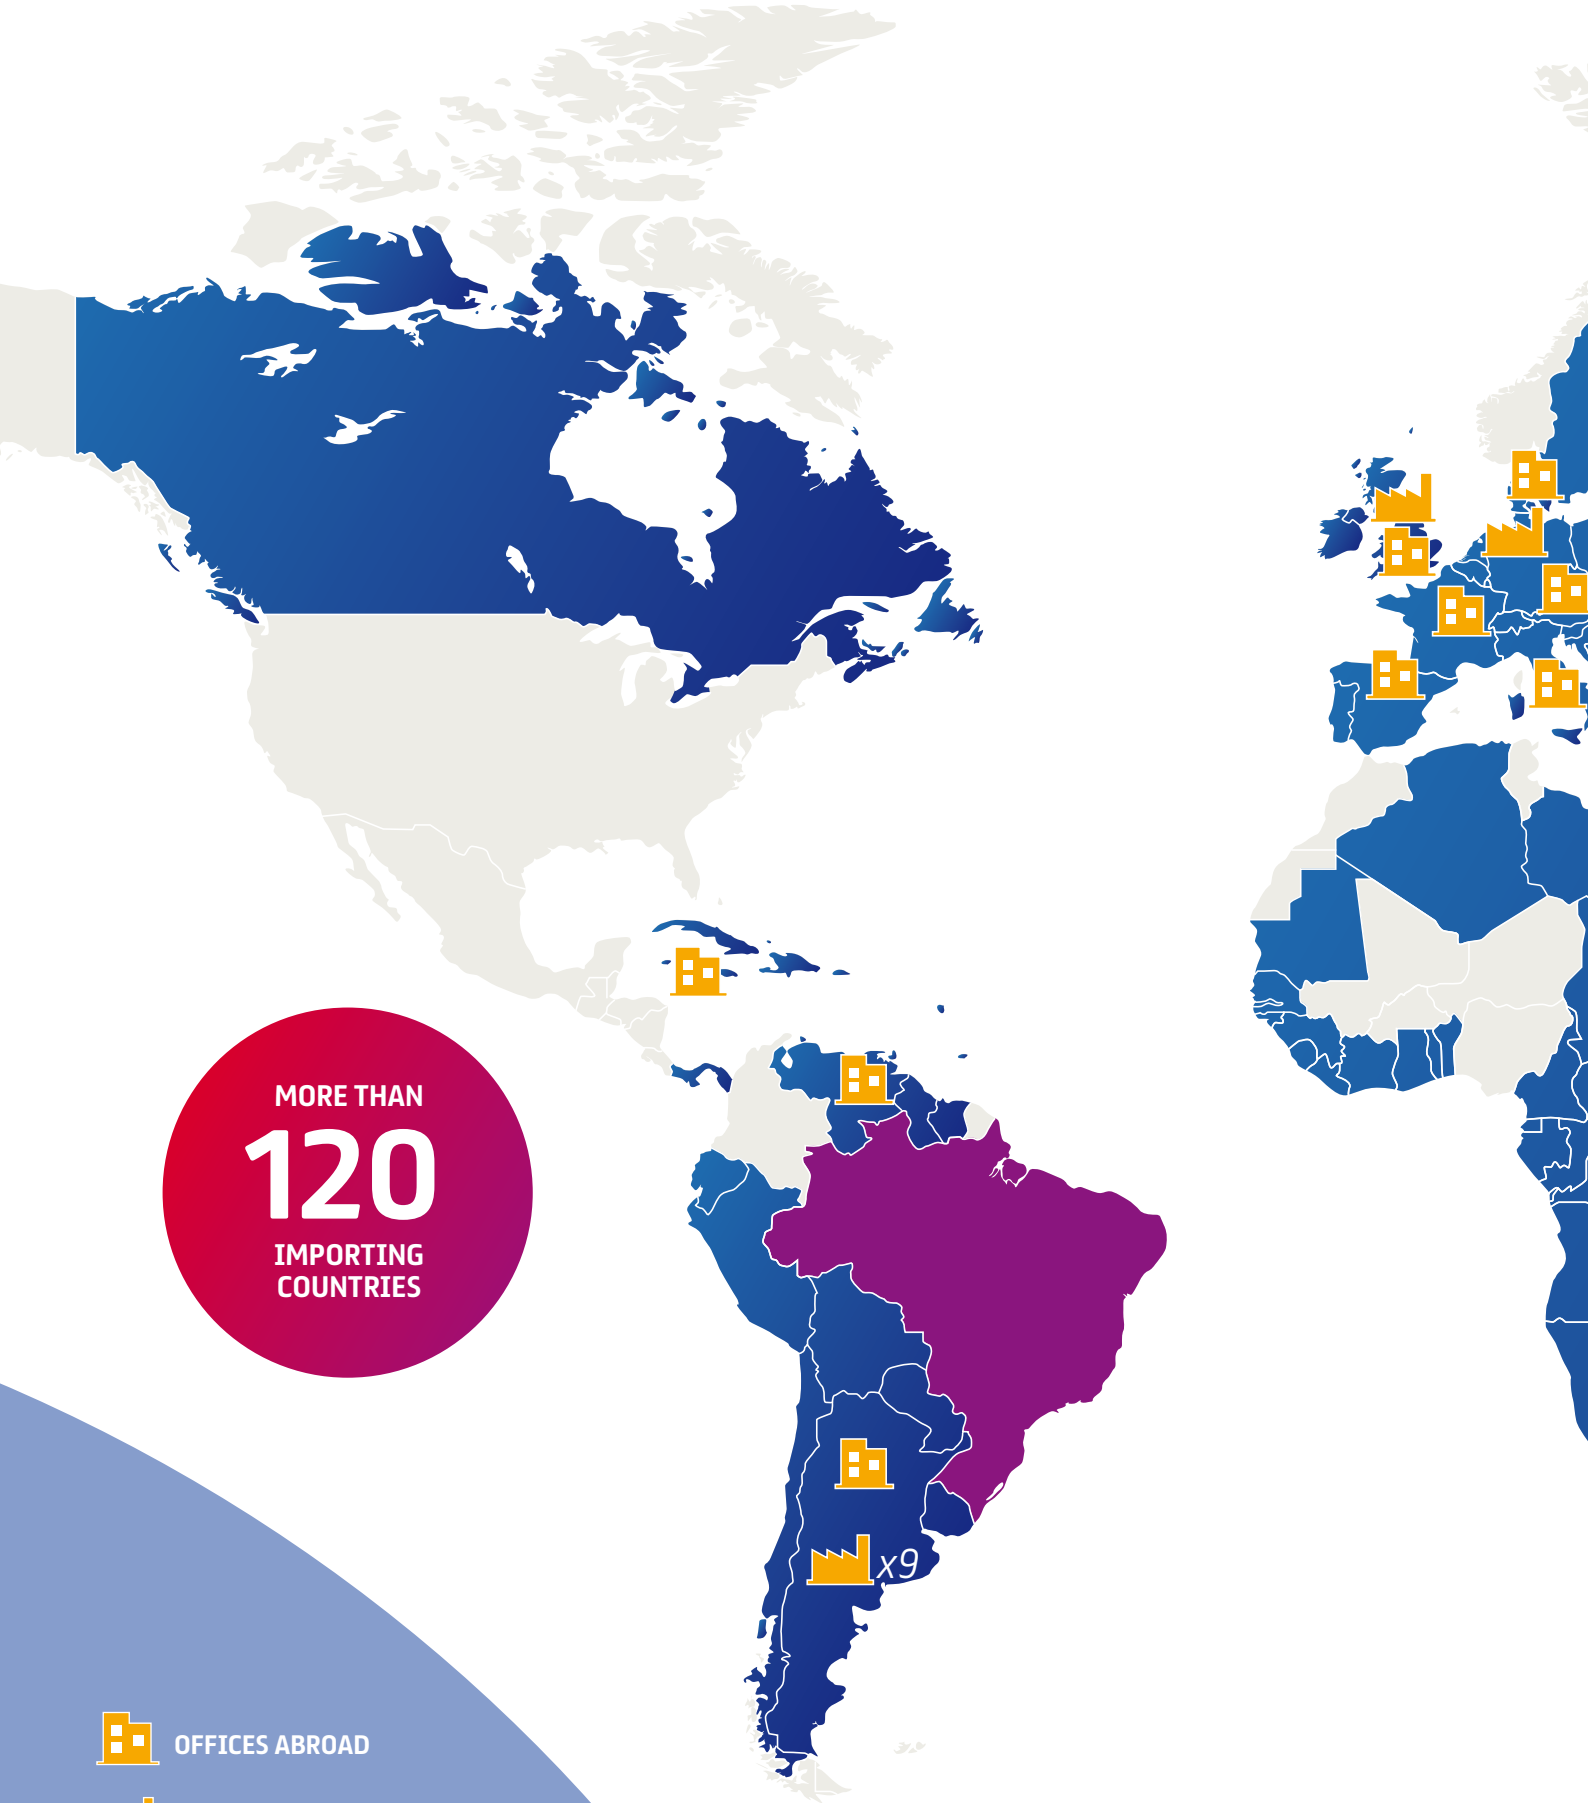 MORE THAN
120
IMPORTING
COUNTRIES
x9
OFFICES ABROAD